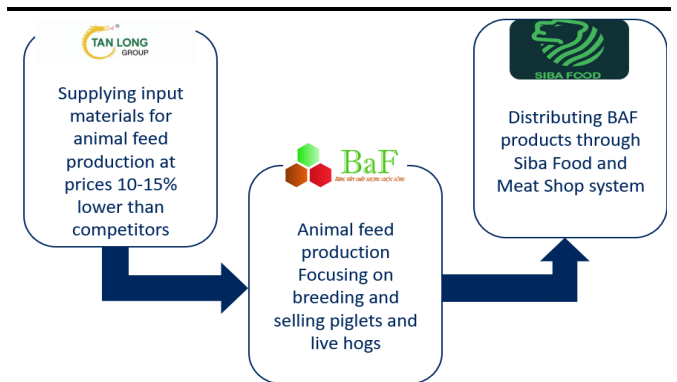 TAN LONG
GROUP
Supplying input
materials for
animal feed
production at
prices 10-15%
lower than
competitors
BaF
Animal feed
production
Focusing on
breeding and
selling piglets and
live hogs
SIBA FOOD
Distributing BAF
products through
Siba Food and
Meat Shop system